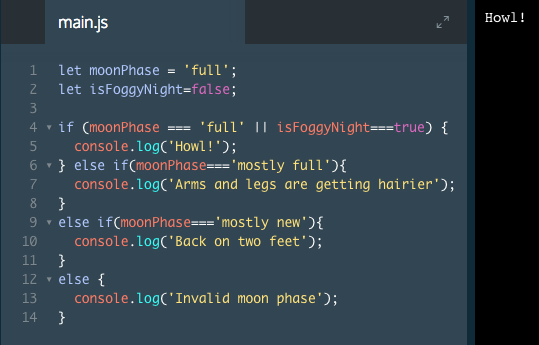 main.js
Howl!
1 let moonPhase = 'full';
2 let isFoggyNight=false;
3
4 if (moonPhase === 'full' || isFoggyNight===true) {
5   console.log('Howl!');
6 } else if(moonPhase==='mostly full'){
7   console.log('Arms and legs are getting hairier');
8 }
9 else if(moonPhase==='mostly new'){
10   console.log('Back on two feet');
11 }
12 else {
13   console.log('Invalid moon phase');
14 }